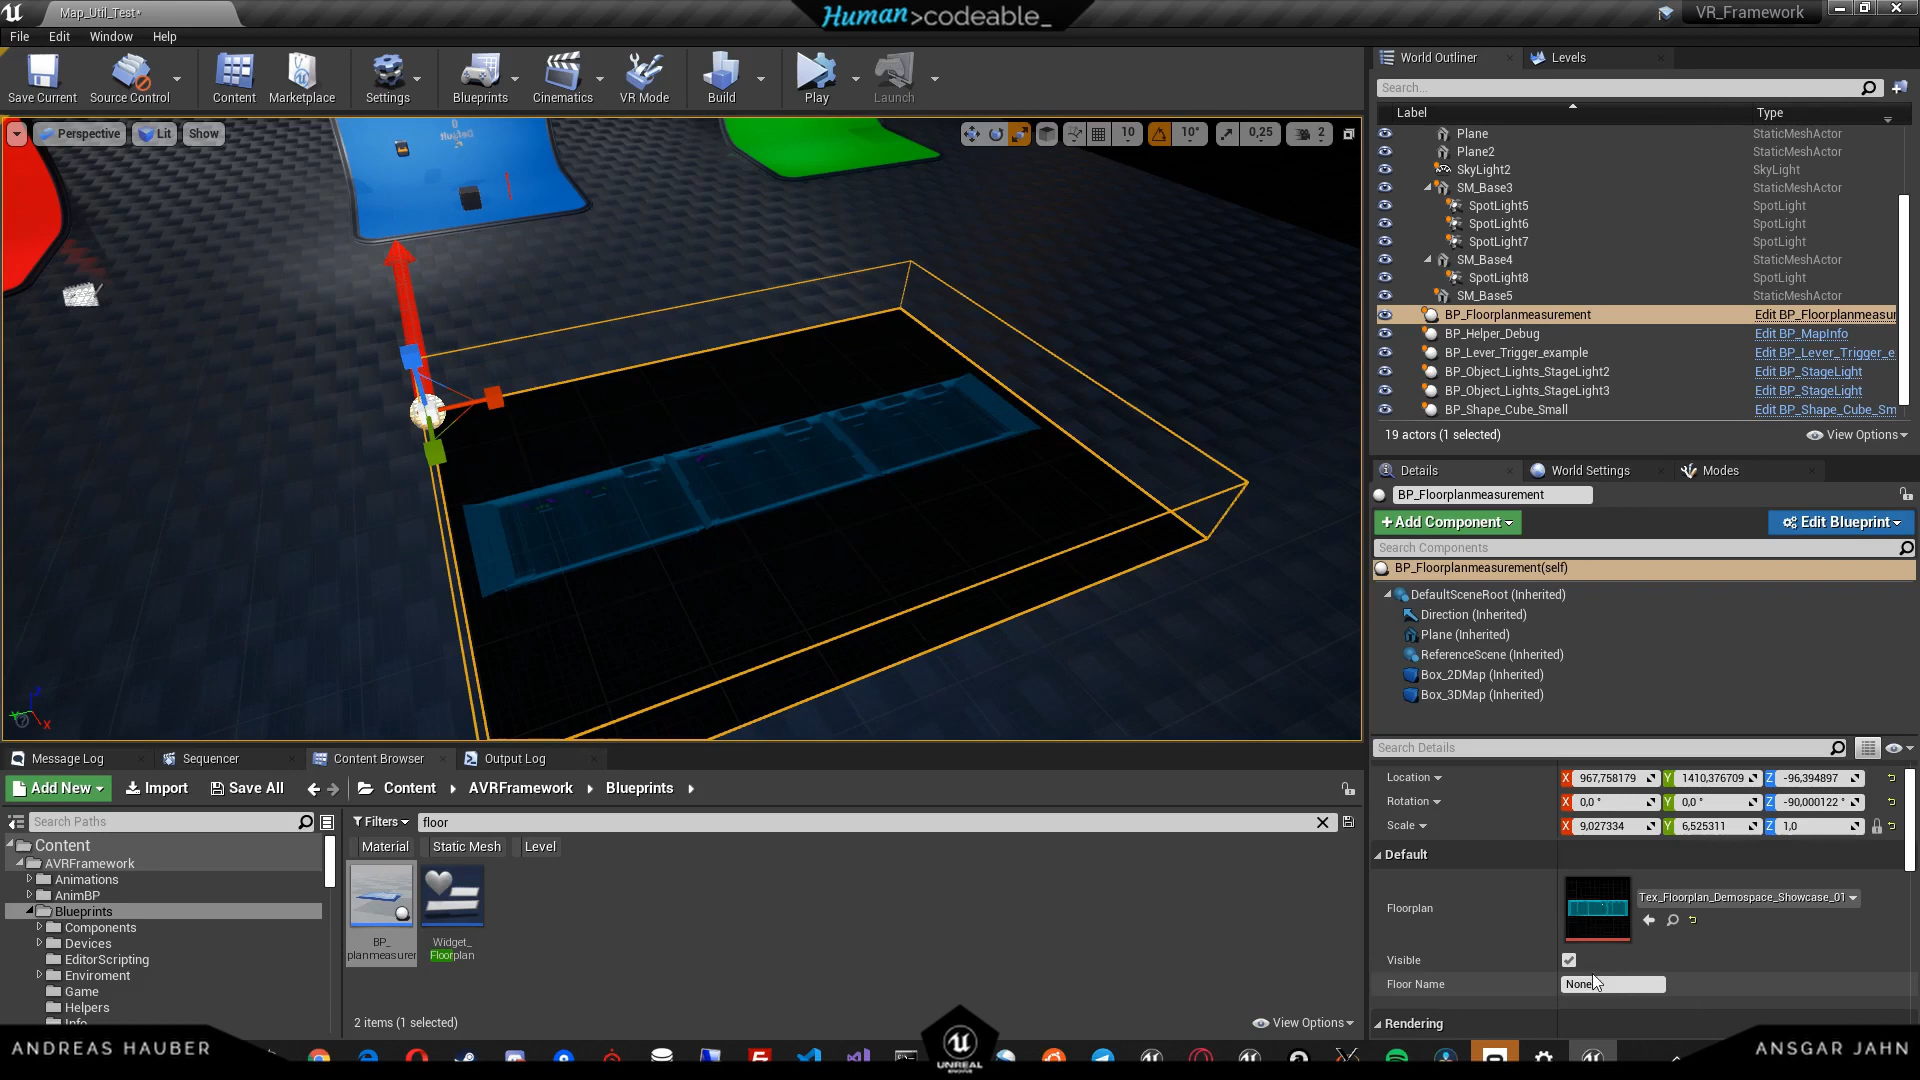 Map_Util_Test*
Human>codeable_
VR_Framework
File Edit Window Help
Save Current
Source Control
Content
Marketplace
Settings
Blueprints
Cinematics
VR Mode
Build
Play
Launch
Perspective
Lit
Show
10
10°
0,25
2
World Outliner
Levels
Search...
Label Type
Plane StaticMeshActor
Plane2 StaticMeshActor
SkyLight2 SkyLight
SM_Base3 StaticMeshActor
SpotLight5 SpotLight
SpotLight6 SpotLight
SpotLight7 SpotLight
SM_Base4 StaticMeshActor
SpotLight8 SpotLight
SM_Base5 StaticMeshActor
BP_Floorplanmeasurement Edit BP_Floorplanmeasur
BP_Helper_Debug Edit BP_MapInfo
BP_Lever_Trigger_example Edit BP_Lever_Trigger_e
BP_Object_Lights_StageLight2 Edit BP_StageLight
BP_Object_Lights_StageLight3 Edit BP_StageLight
BP_Shape_Cube_Small Edit BP_Shape_Cube_Sm
19 actors (1 selected) View Options
Details
World Settings
Modes
BP_Floorplanmeasurement
+Add Component
Edit Blueprint
Search Components
BP_Floorplanmeasurement(self)
DefaultSceneRoot (Inherited)
Direction (Inherited)
Plane (Inherited)
ReferenceScene (Inherited)
Box_2DMap (Inherited)
Box_3DMap (Inherited)
Search Details
Location X 967,758179 Y 1410,376709 Z -96,394897
Rotation X 0,0 ° Y 0,0 ° Z -90,000122 °
Scale X 9,027334 Y 6,525311 Z 1,0
Default
Floorplan Tex_Floorplan_Demospace_Showcase_01
Visible
Floor Name None
Rendering
Message Log
Sequencer
Content Browser
Output Log
Add New
Import
Save All
Content
AVRFramework
Blueprints
Search Paths
Filters
floor
Material
Static Mesh
Level
Content
AVRFramework
Animations
AnimBP
Blueprints
Components
Devices
EditorScripting
Enviroment
Game
Helpers
Info
BP_
planmeasurer
Widget_
Floorplan
2 items (1 selected)
View Options
ANDREAS HAUBER
UNREAL
ENGINE
ANSGAR JAHN